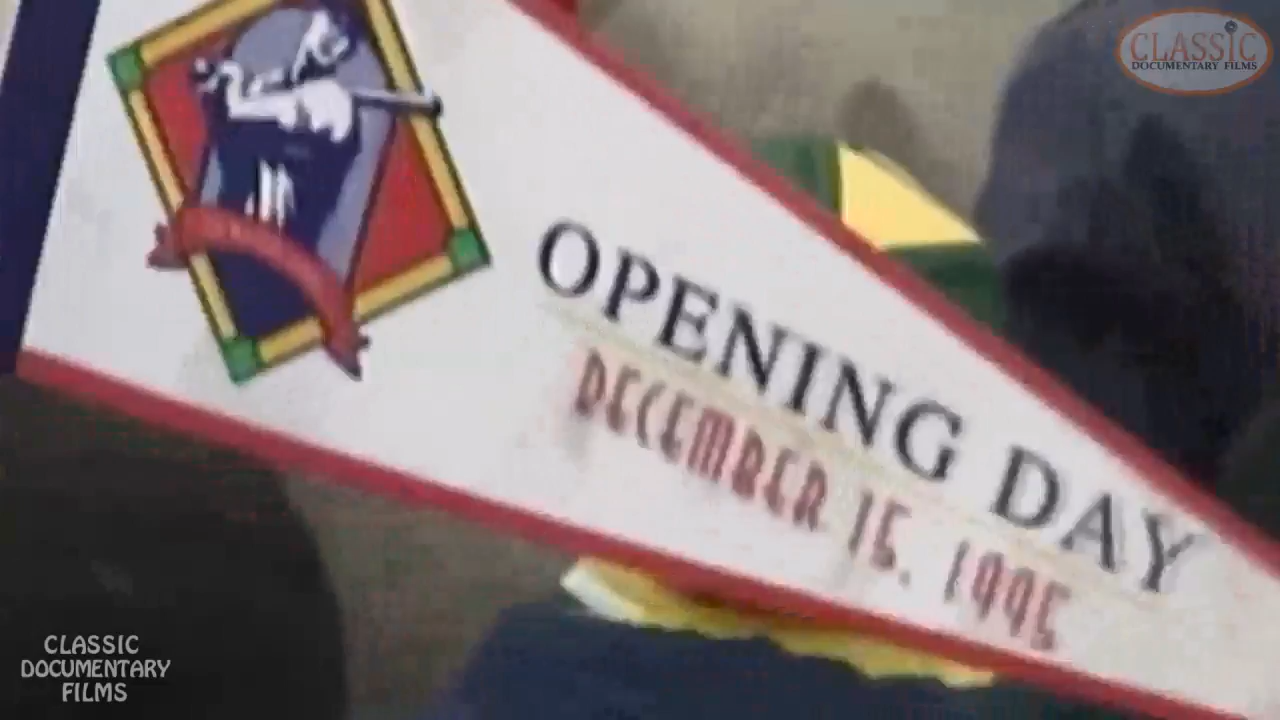 CLASSIC
DOCUMENTARY FILMS
OPENING DAY
DECEMBER 15, 1995
CLASSIC
DOCUMENTARY
FILMS